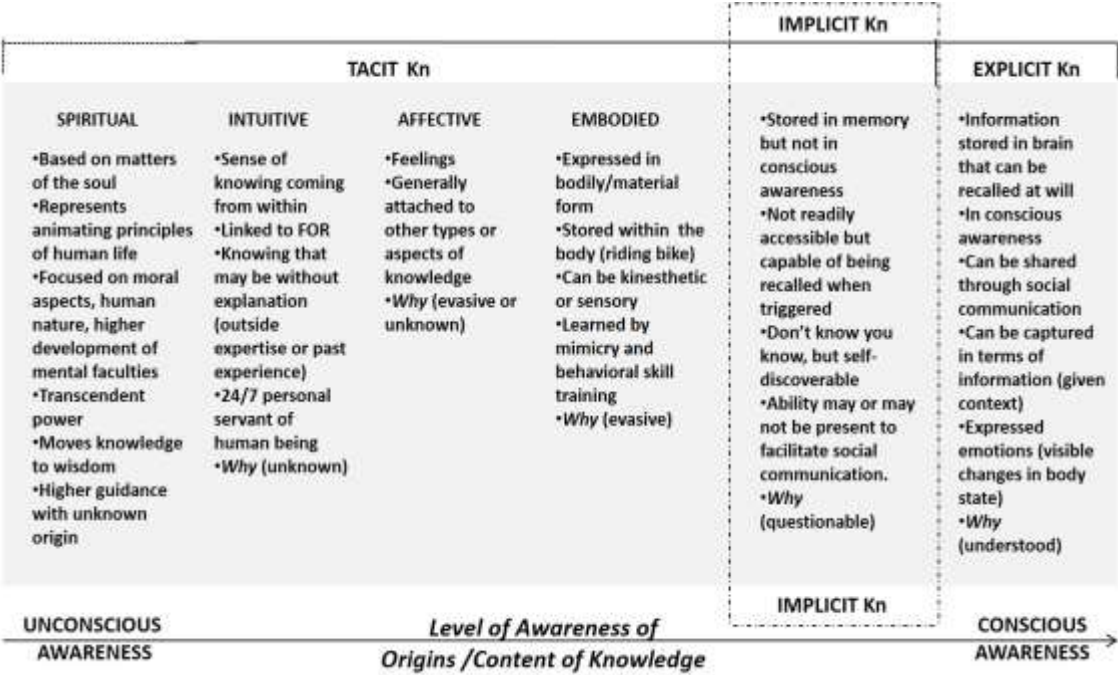 IMPLICIT Kn
TACIT Kn
EXPLICIT Kn
SPIRITUAL
•Based on matters
of the soul
•Represents
animating principles
of human life
•Focused on moral
aspects, human
nature, higher
development of
mental faculties
•Transcendent
power
•Moves knowledge
to wisdom
•Higher guidance
with unknown
origin
INTUITIVE
•Sense of
knowing coming
from within
•Linked to FOR
•Knowing that
may be without
explanation
(outside
expertise or past
experience)
•24/7 personal
servant of
human being
•Why (unknown)
AFFECTIVE
•Feelings
•Generally
attached to
other types or
aspects of
knowledge
•Why (evasive or
unknown)
EMBODIED
•Expressed in
bodily/material
form
•Stored within the
body (riding bike)
•Can be kinesthetic
or sensory
•Learned by
mimicry and
behavioral skill
training
•Why (evasive)
•Stored in memory
but not in
conscious
awareness
•Not readily
accessible but
capable of being
recalled when
triggered
•Don't know you
know, but self-
discoverable
•Ability may or may
not be present to
facilitate social
communication.
•Why
(questionable)
•Information
stored in brain
that can be
recalled at will
•In conscious
awareness
•Can be shared
through social
communication
•Can be captured
in terms of
information (given
context)
•Expressed
emotions (visible
changes in body
state)
•Why
(understood)
IMPLICIT Kn
UNCONSCIOUS
AWARENESS
Level of Awareness of
Origins /Content of Knowledge
CONSCIOUS
AWARENESS